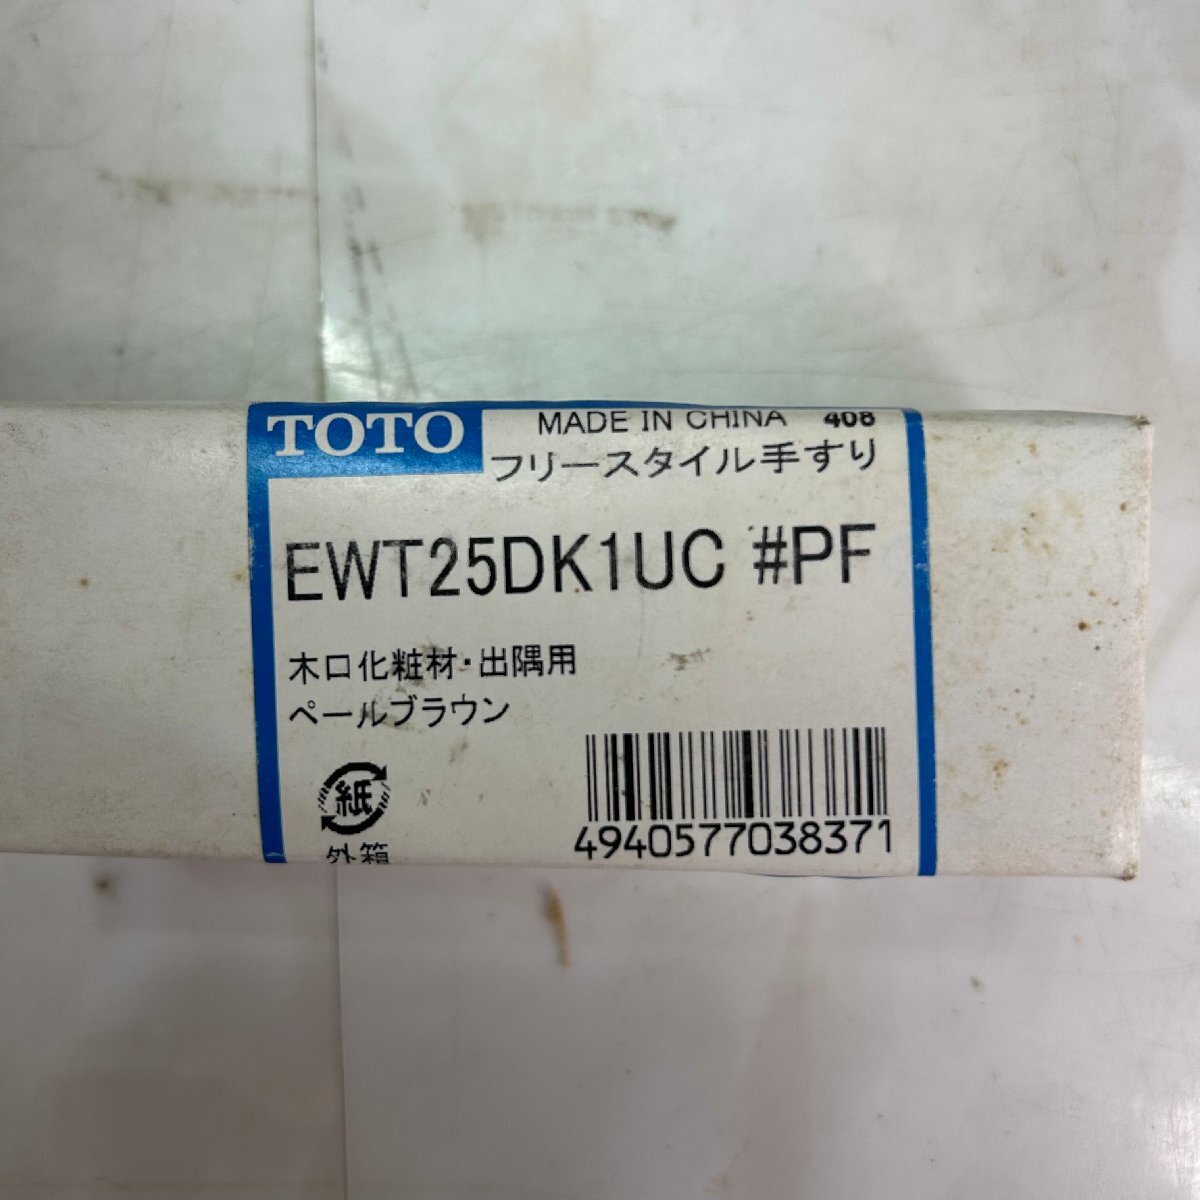 TOTO
MADE IN CHINA 408
フリースタイル手すり
EWT25DK1UC #PF
木口化粧材・出隅用
ペールブラウン
紙
外箱
4940577038371